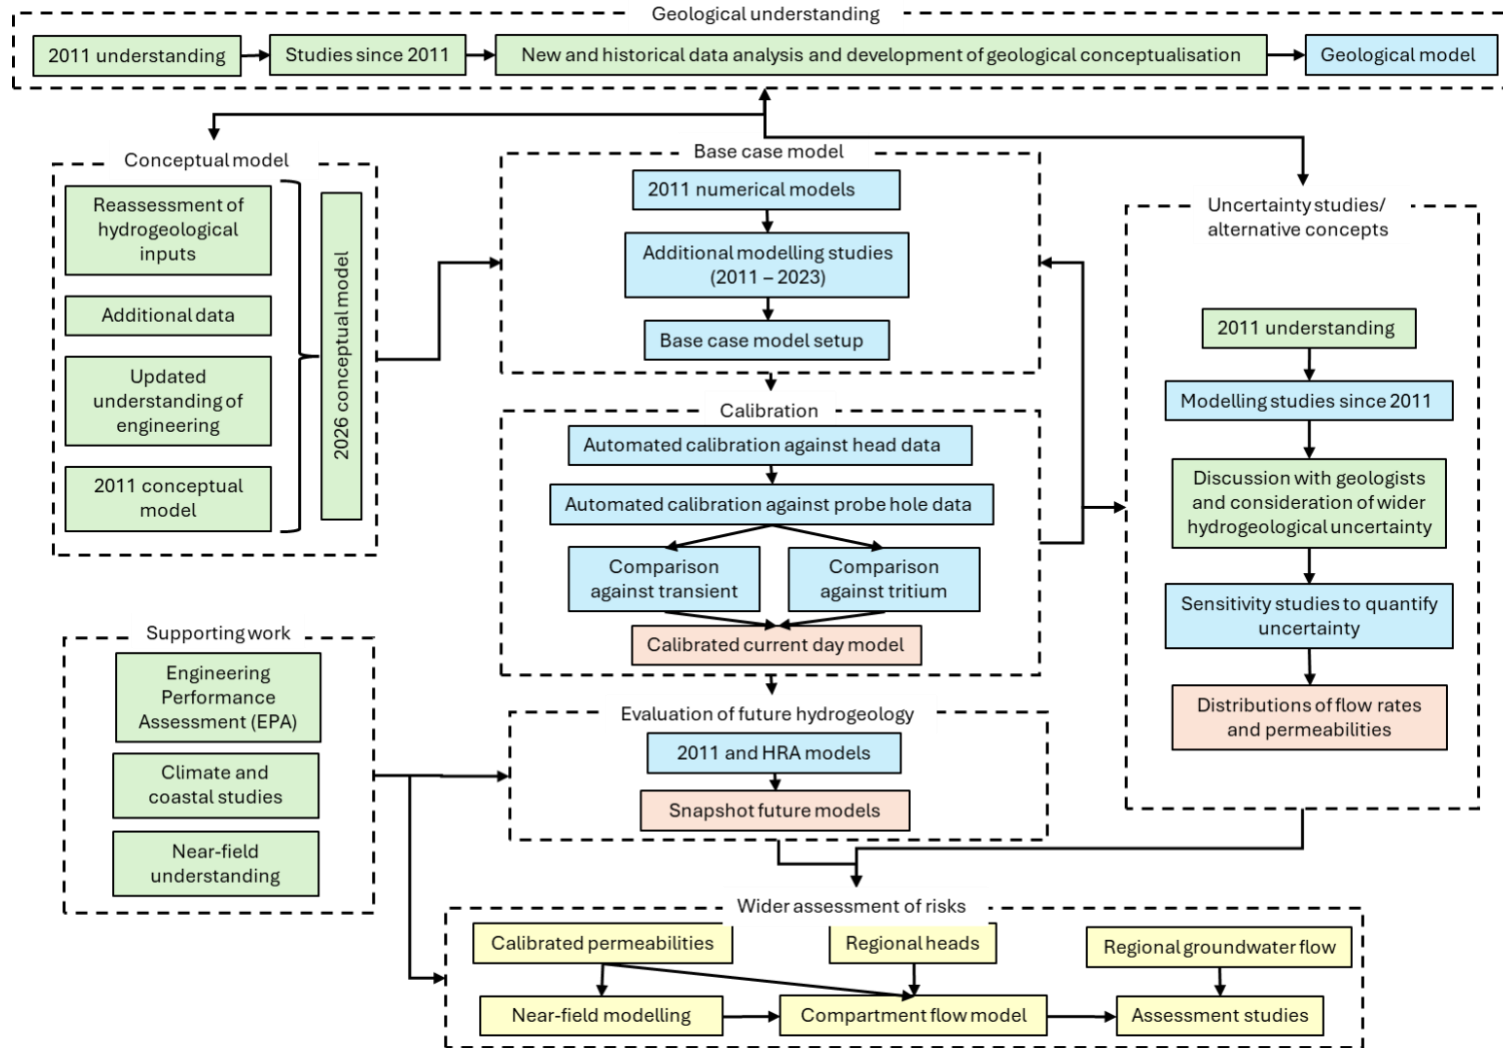 Geological understanding
2011 understanding
Studies since 2011
New and historical data analysis and development of geological conceptualisation
Geological model
Conceptual model
Reassessment of
hydrogeological
inputs
Additional data
Updated
understanding of
engineering
2011 conceptual
model
2026 conceptual model
Base case model
2011 numerical models
Additional modelling studies
(2011 – 2023)
Base case model setup
Calibration
Automated calibration against head data
Automated calibration against probe hole data
Comparison
against transient
Comparison
against tritium
Calibrated current day model
Uncertainty studies/
alternative concepts
2011 understanding
Modelling studies since 2011
Discussion with geologists
and consideration of wider
hydrogeological uncertainty
Sensitivity studies to quantify
uncertainty
Distributions of flow rates
and permeabilities
Supporting work
Engineering
Performance
Assessment (EPA)
Climate and
coastal studies
Near-field
understanding
Evaluation of future hydrogeology
2011 and HRA models
Snapshot future models
Wider assessment of risks
Calibrated permeabilities
Regional heads
Regional groundwater flow
Near-field modelling
Compartment flow model
Assessment studies